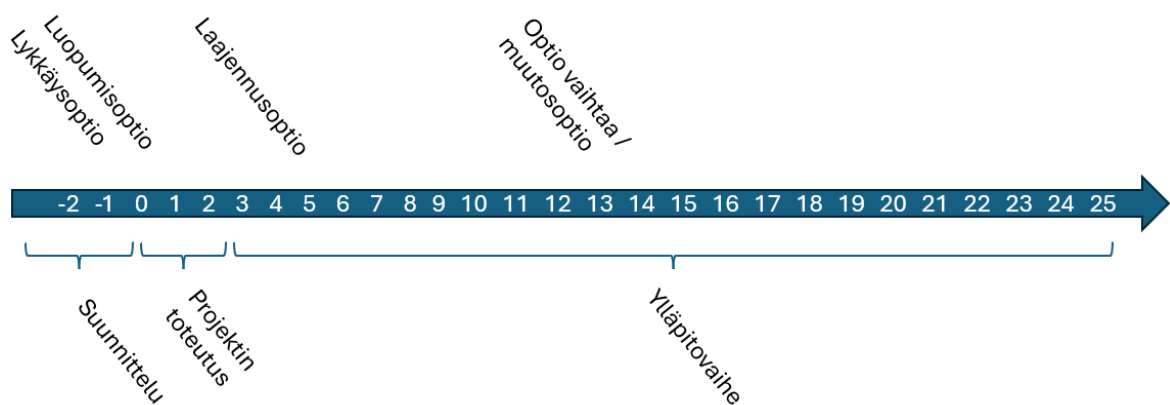 Lykkäysoptio
Luopumisoptio
Laajennusoptio
Optio vaihtaa /
muutosoptio
-2 -1 0 1 2 3 4 5 6 7 8 9 10 11 12 13 14 15 16 17 18 19 20 21 22 23 24 25
Suunnittelu
Projektin
toteutus
Ylläpitovaihe